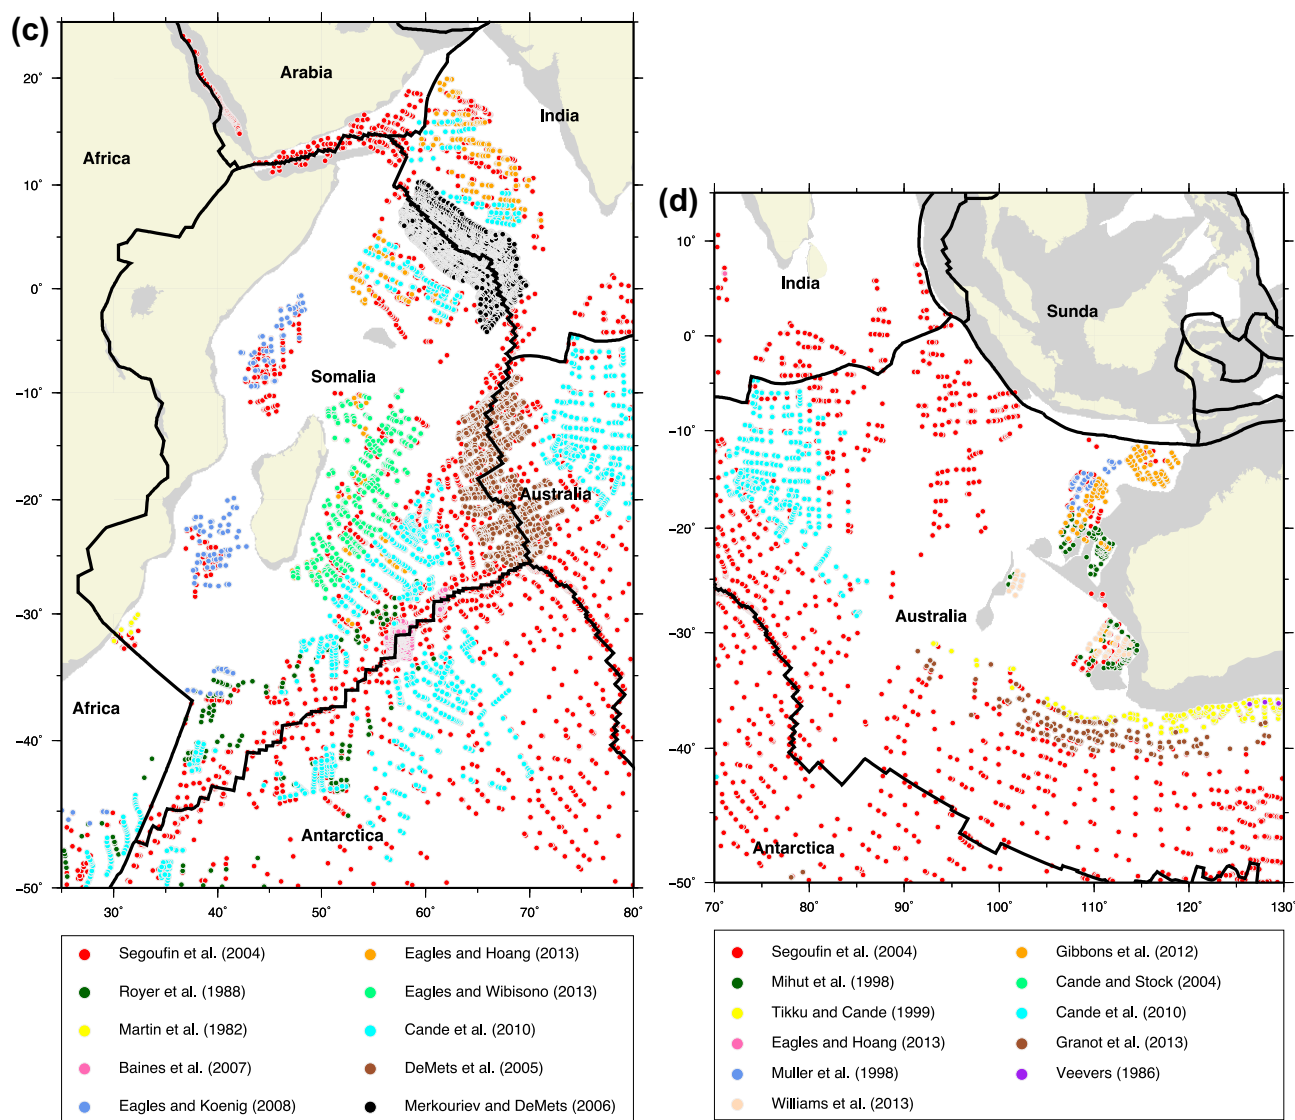 (c)
Arabia
India
Africa
Somalia
Australia
Africa
Antarctica
20°
10°
0°
−10°
−20°
−30°
−40°
−50°
30°
40°
50°
60°
70°
80°
Segoufin et al. (2004)
Royer et al. (1988)
Martin et al. (1982)
Baines et al. (2007)
Eagles and Koenig (2008)
Eagles and Hoang (2013)
Eagles and Wibisono (2013)
Cande et al. (2010)
DeMets et al. (2005)
Merkouriev and DeMets (2006)
(d)
India
Sunda
Australia
Antarctica
10°
0°
−10°
−20°
−30°
−40°
−50°
70°
80°
90°
100°
110°
120°
130°
Segoufin et al. (2004)
Mihut et al. (1998)
Tikku and Cande (1999)
Eagles and Hoang (2013)
Muller et al. (1998)
Williams et al. (2013)
Gibbons et al. (2012)
Cande and Stock (2004)
Cande et al. (2010)
Granot et al. (2013)
Veevers (1986)